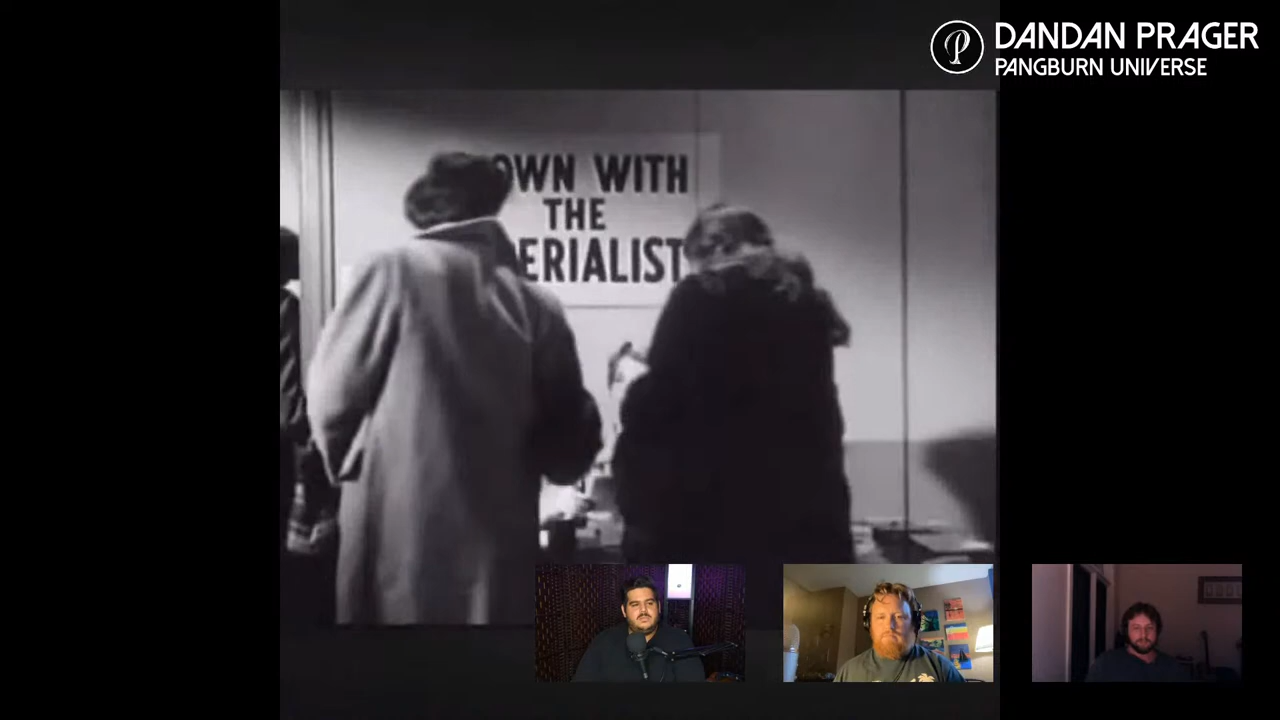 DANDAN PRAGER
PANGBURN UNIVERSE
OWN WITH
THE
ERIALIST